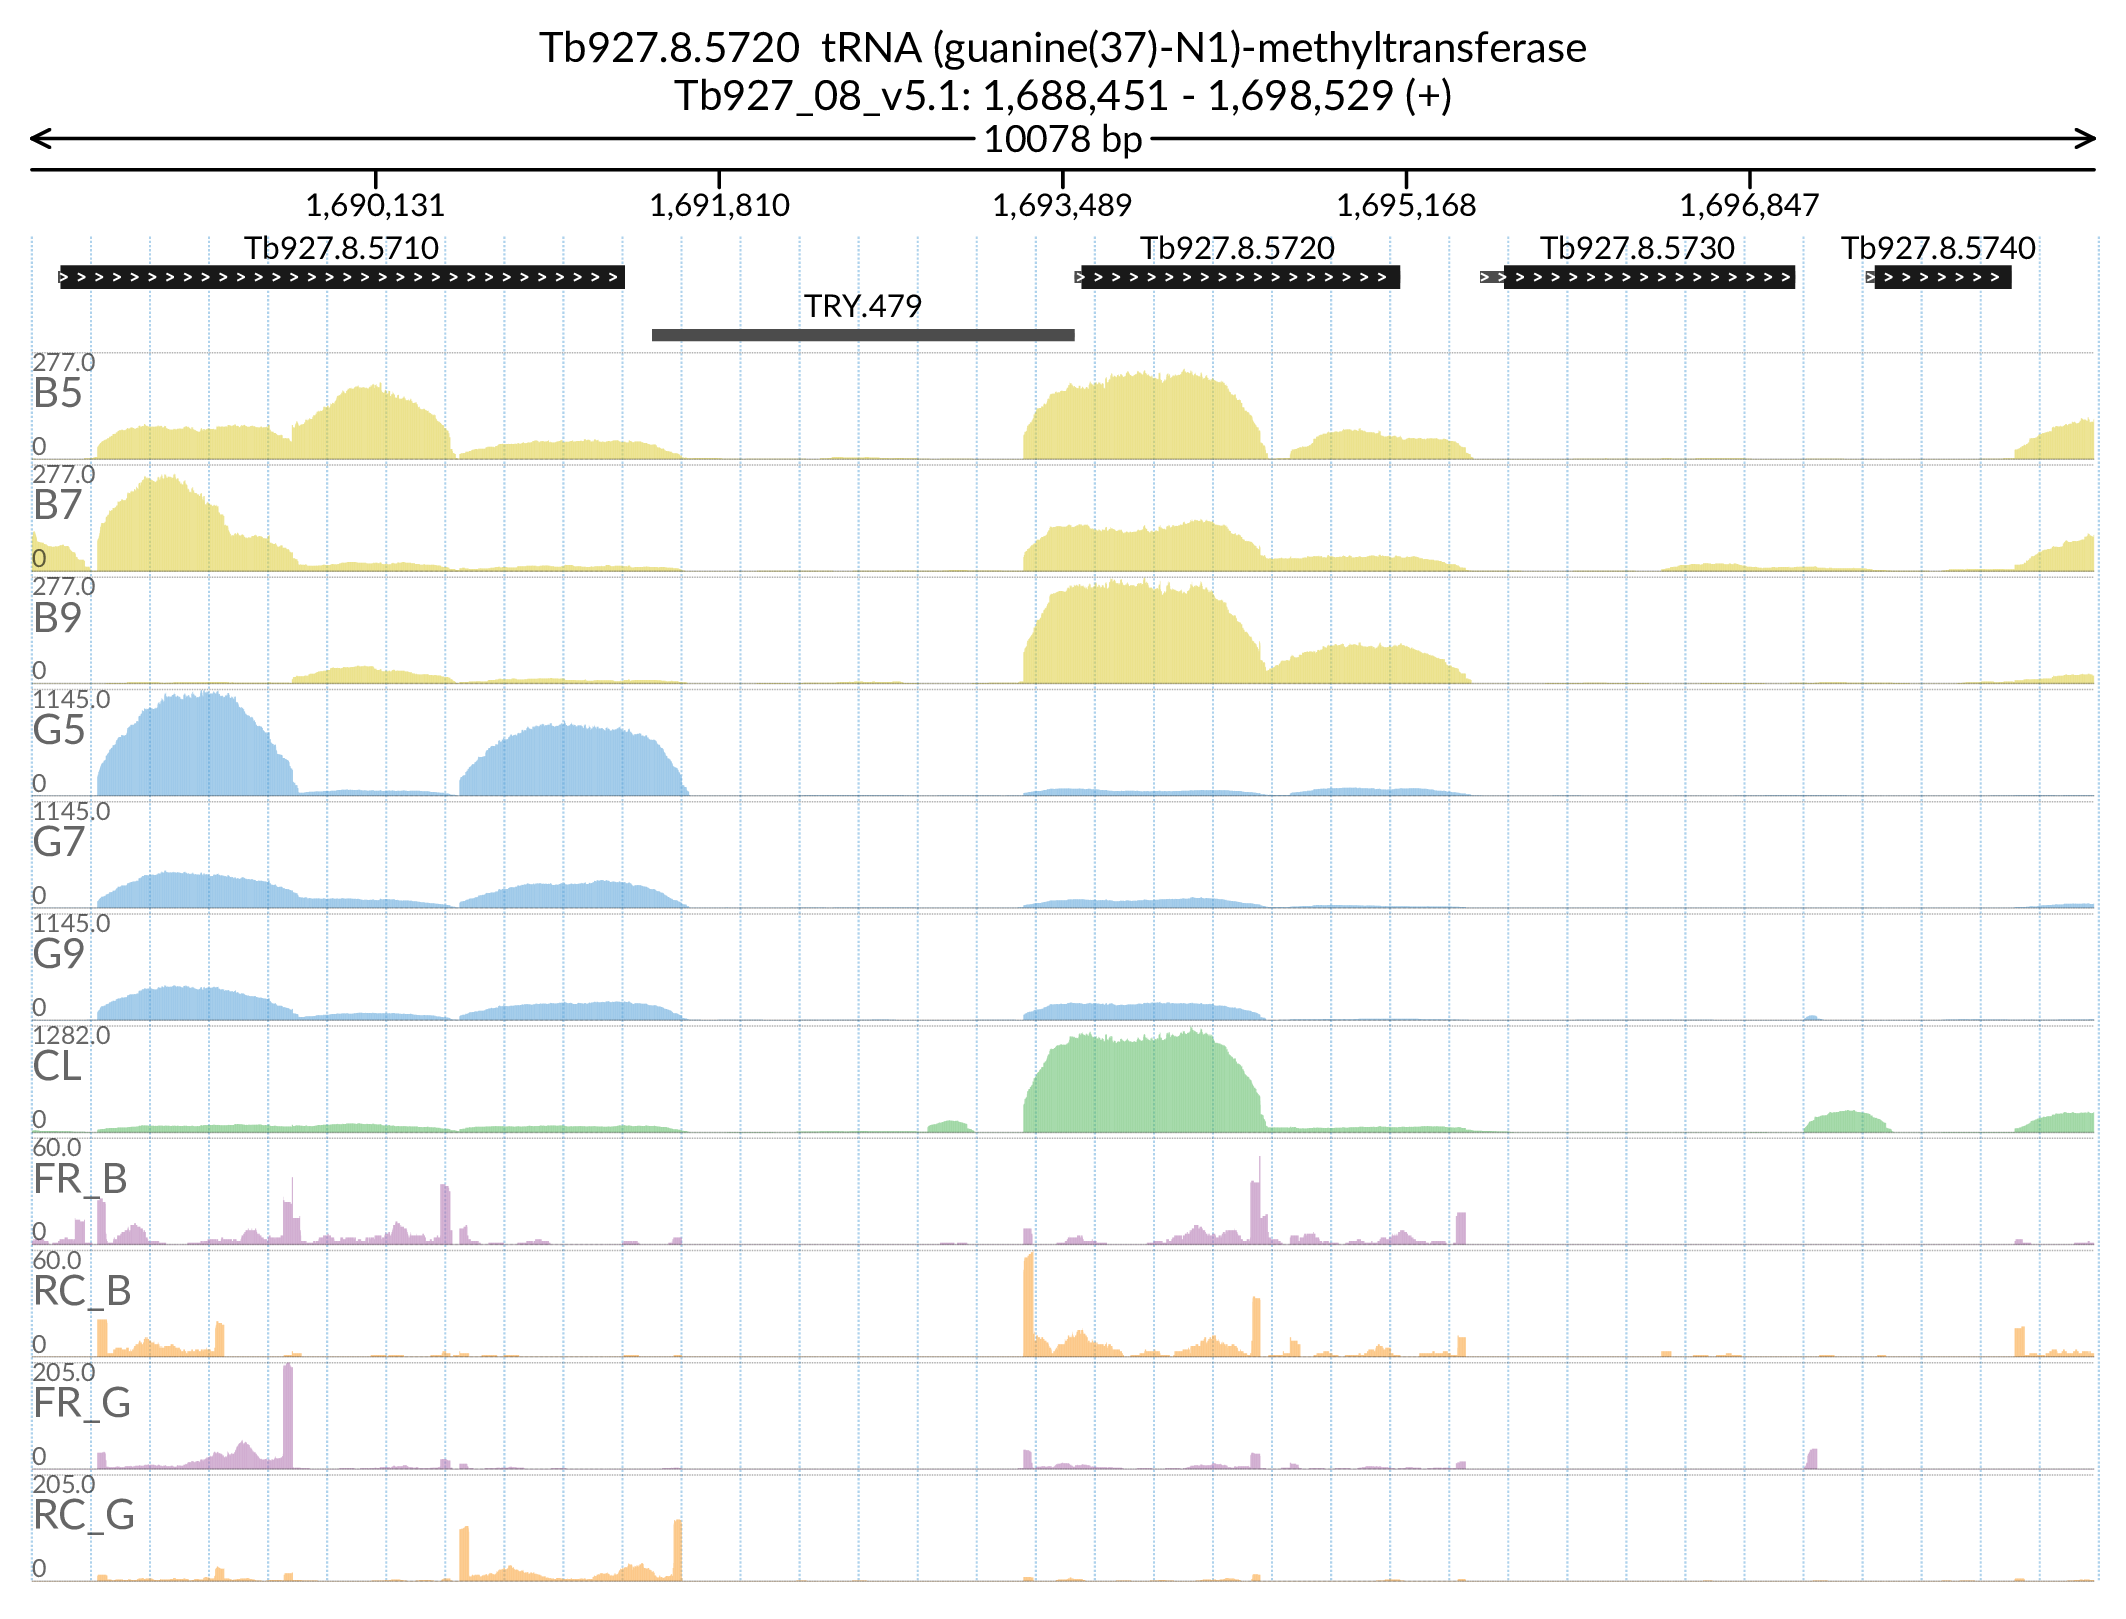 Tb927.8.5720  tRNA (guanine(37)-N1)-methyltransferase
Tb927_08_v5.1: 1,688,451 - 1,698,529 (+)
10078 bp
1,690,131 1,691,810 1,693,489 1,695,168 1,696,847
Tb927.8.5710 Tb927.8.5720 Tb927.8.5730 Tb927.8.5740
TRY.479
277.0
B5
0
277.0
B7
0
277.0
B9
0
1145.0
G5
0
1145.0
G7
0
1145.0
G9
0
1282.0
CL
0
60.0
FR_B
0
60.0
RC_B
0
205.0
FR_G
0
205.0
RC_G
0